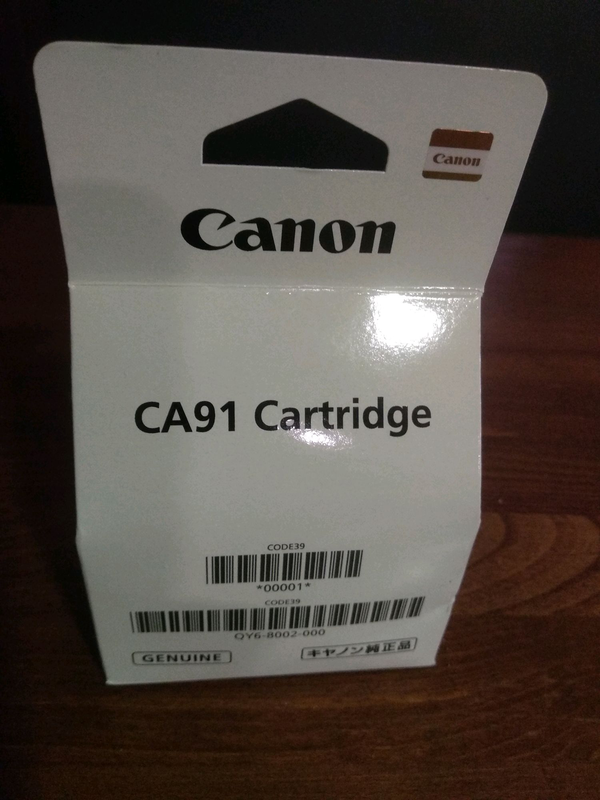 Canon
Canon
CA91 Cartridge
CODE39
*00001*
CODE39
QY6-8002-000
GENUINE
キヤノン純正品